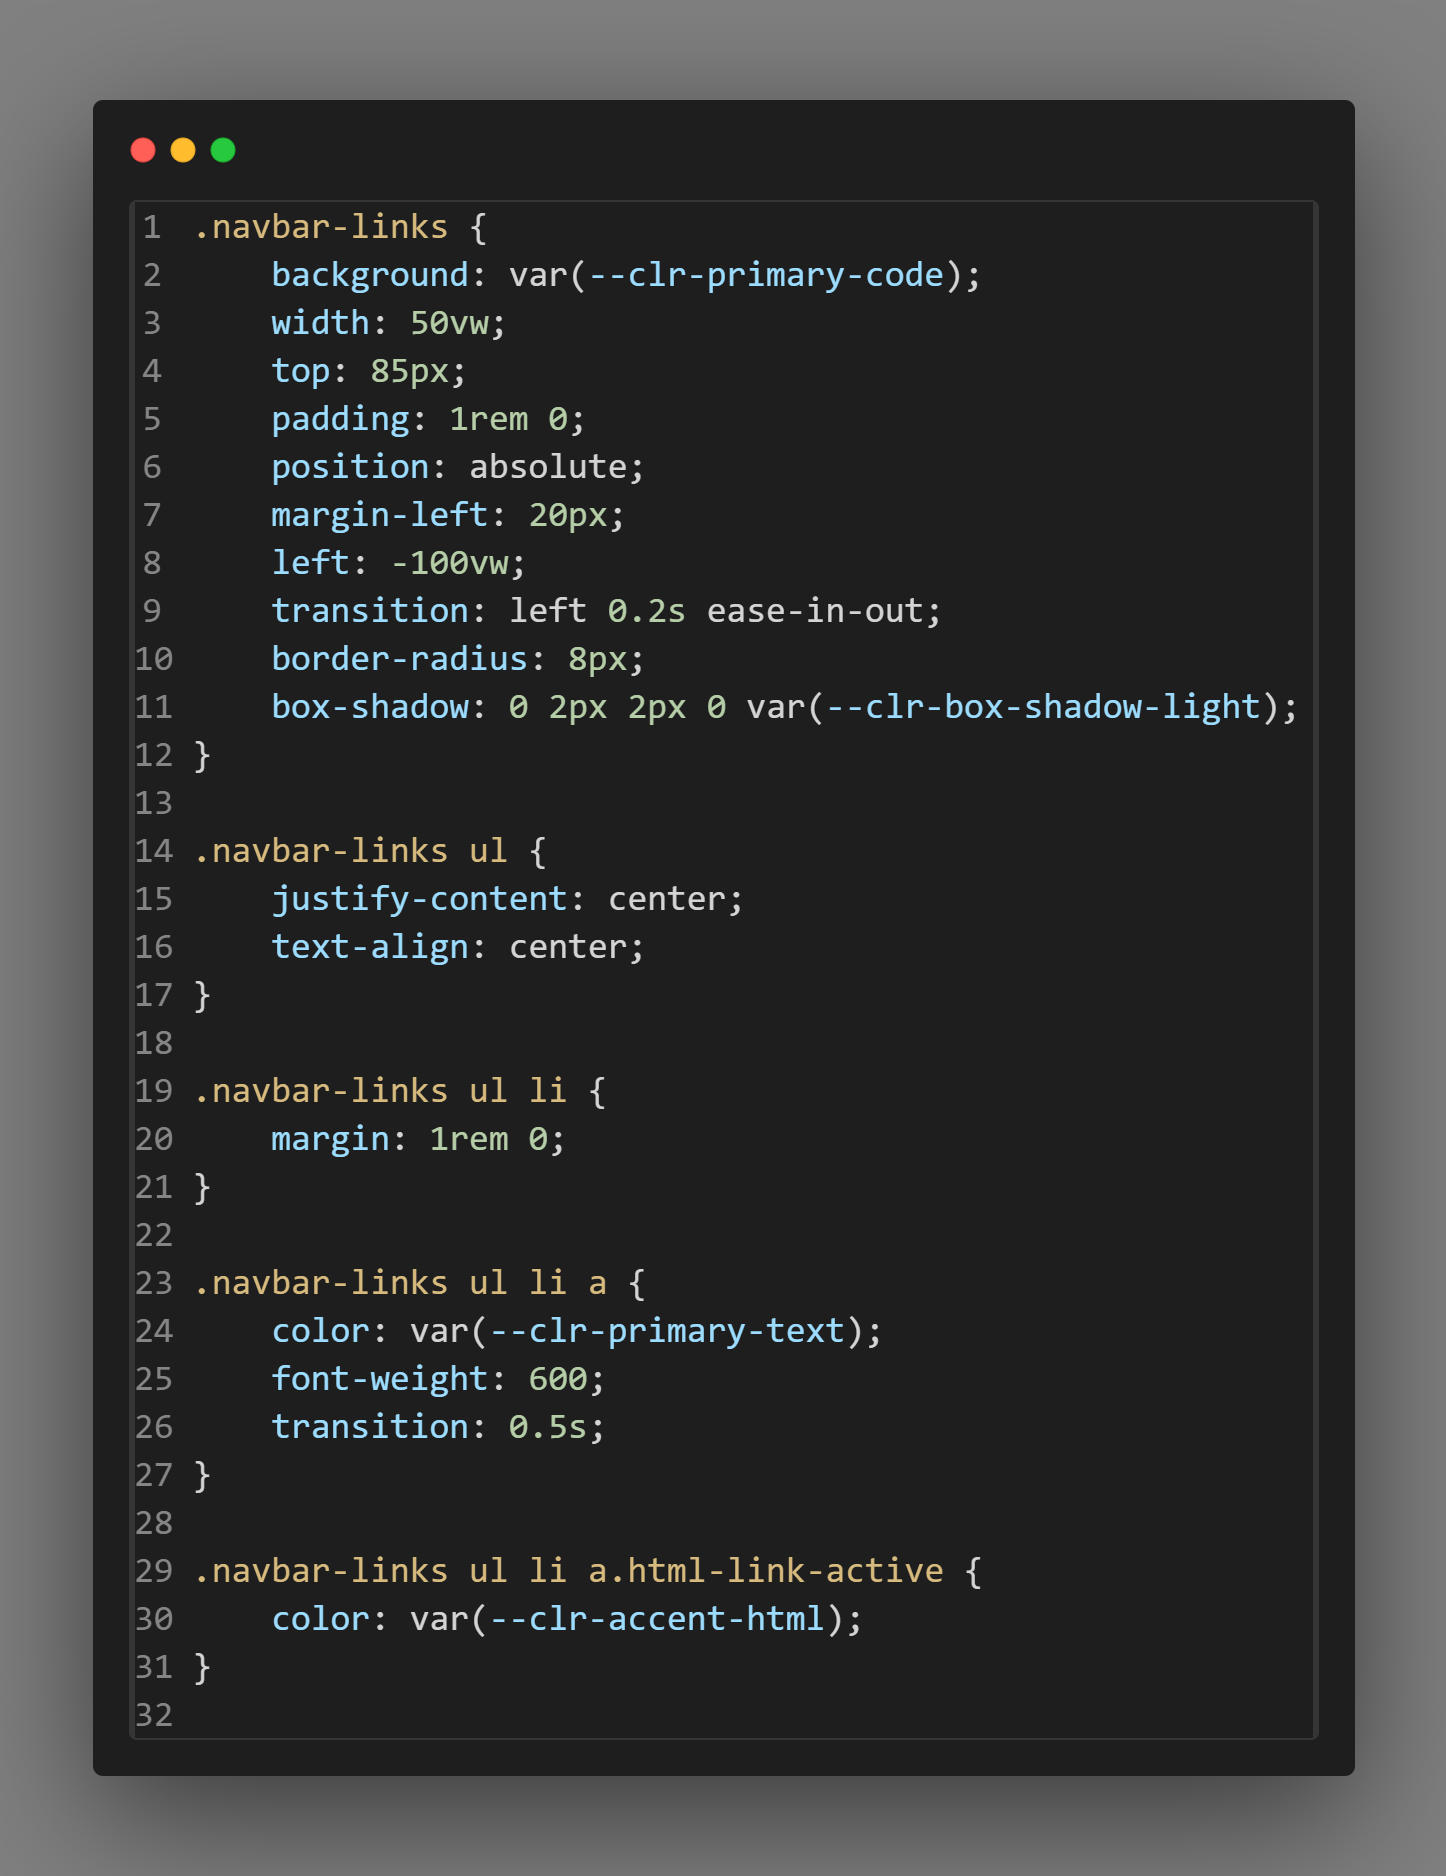 1 .navbar-links {
2     background: var(--clr-primary-code);
3     width: 50vw;
4     top: 85px;
5     padding: 1rem 0;
6     position: absolute;
7     margin-left: 20px;
8     left: -100vw;
9     transition: left 0.2s ease-in-out;
10     border-radius: 8px;
11     box-shadow: 0 2px 2px 0 var(--clr-box-shadow-light);
12 }
13
14 .navbar-links ul {
15     justify-content: center;
16     text-align: center;
17 }
18
19 .navbar-links ul li {
20     margin: 1rem 0;
21 }
22
23 .navbar-links ul li a {
24     color: var(--clr-primary-text);
25     font-weight: 600;
26     transition: 0.5s;
27 }
28
29 .navbar-links ul li a.html-link-active {
30     color: var(--clr-accent-html);
31 }
32